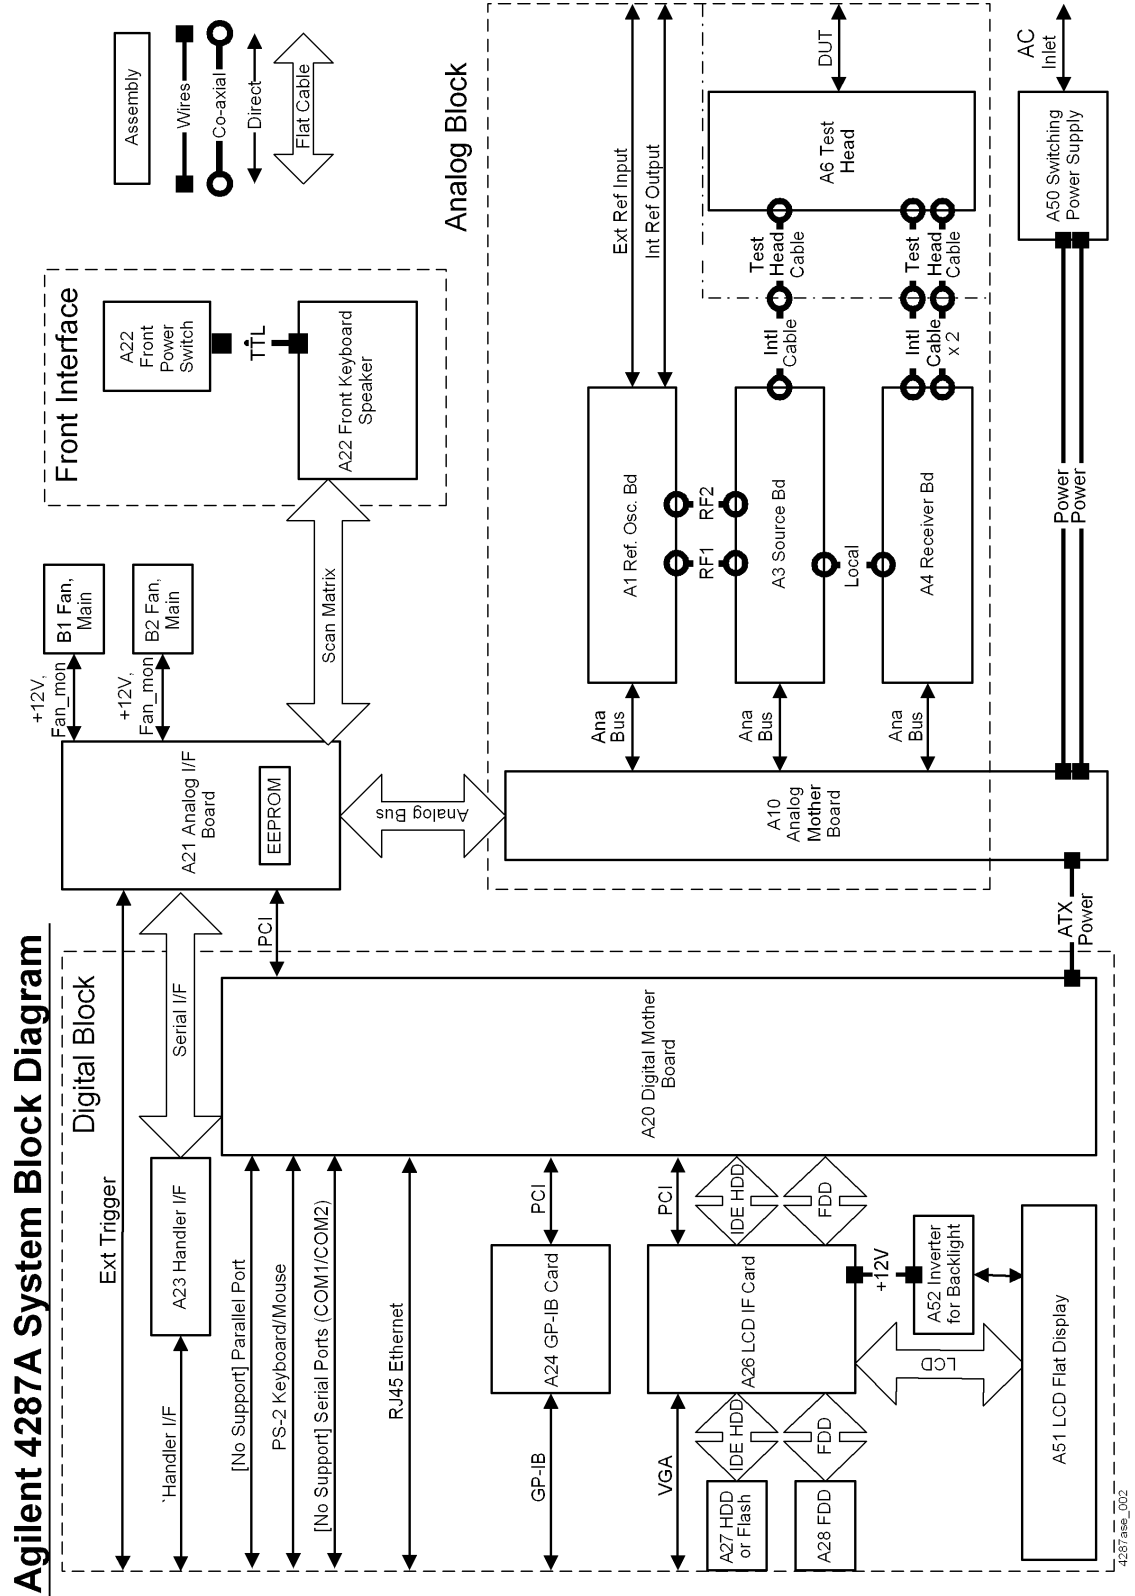 Agilent 4287A System Block Diagram
Assembly
Wires
Co-axial
Direct
Flat Cable
Front Interface
A22
Front
Power
Switch
TTL
A22 Front Keyboard
Speaker
Scan Matrix
B1 Fan,
Main
B2 Fan,
Main
+12V,
Fan_mon
+12V,
Fan_mon
A21 Analog I/F
Board
EEPROM
Analog Bus
Serial I/F
PCI
Analog Block
Ext Ref Input
Int Ref Output
DUT
AC
Inlet
A6 Test
Head
A50 Switching
Power Supply
Test
Head
Cable
Test
Head
Cable
Intl
Cable
Intl
Cable
x 2
A1 Ref. Osc. Bd
RF1
RF2
A3 Source Bd
Local
A4 Receiver Bd
Power
Power
Ana
Bus
Ana
Bus
Ana
Bus
A10
Analog
Mother
Board
ATX
Power
Digital Block
A20 Digital Mother
Board
Ext Trigger
A23 Handler I/F
`Handler I/F
[No Support] Parallel Port
PS-2 Keyboard/Mouse
[No Support] Serial Ports (COM1/COM2)
RJ45 Ethernet
PCI
A24 GP-IB Card
GP-IB
PCI
IDE HDD
FDD
A26 LCD IF Card
+12V
A52 Inverter
for Backlight
LCD
VGA
IDE HDD
FDD
A27 HDD
or Flash
A28 FDD
A51 LCD Flat Display
4287ase_002